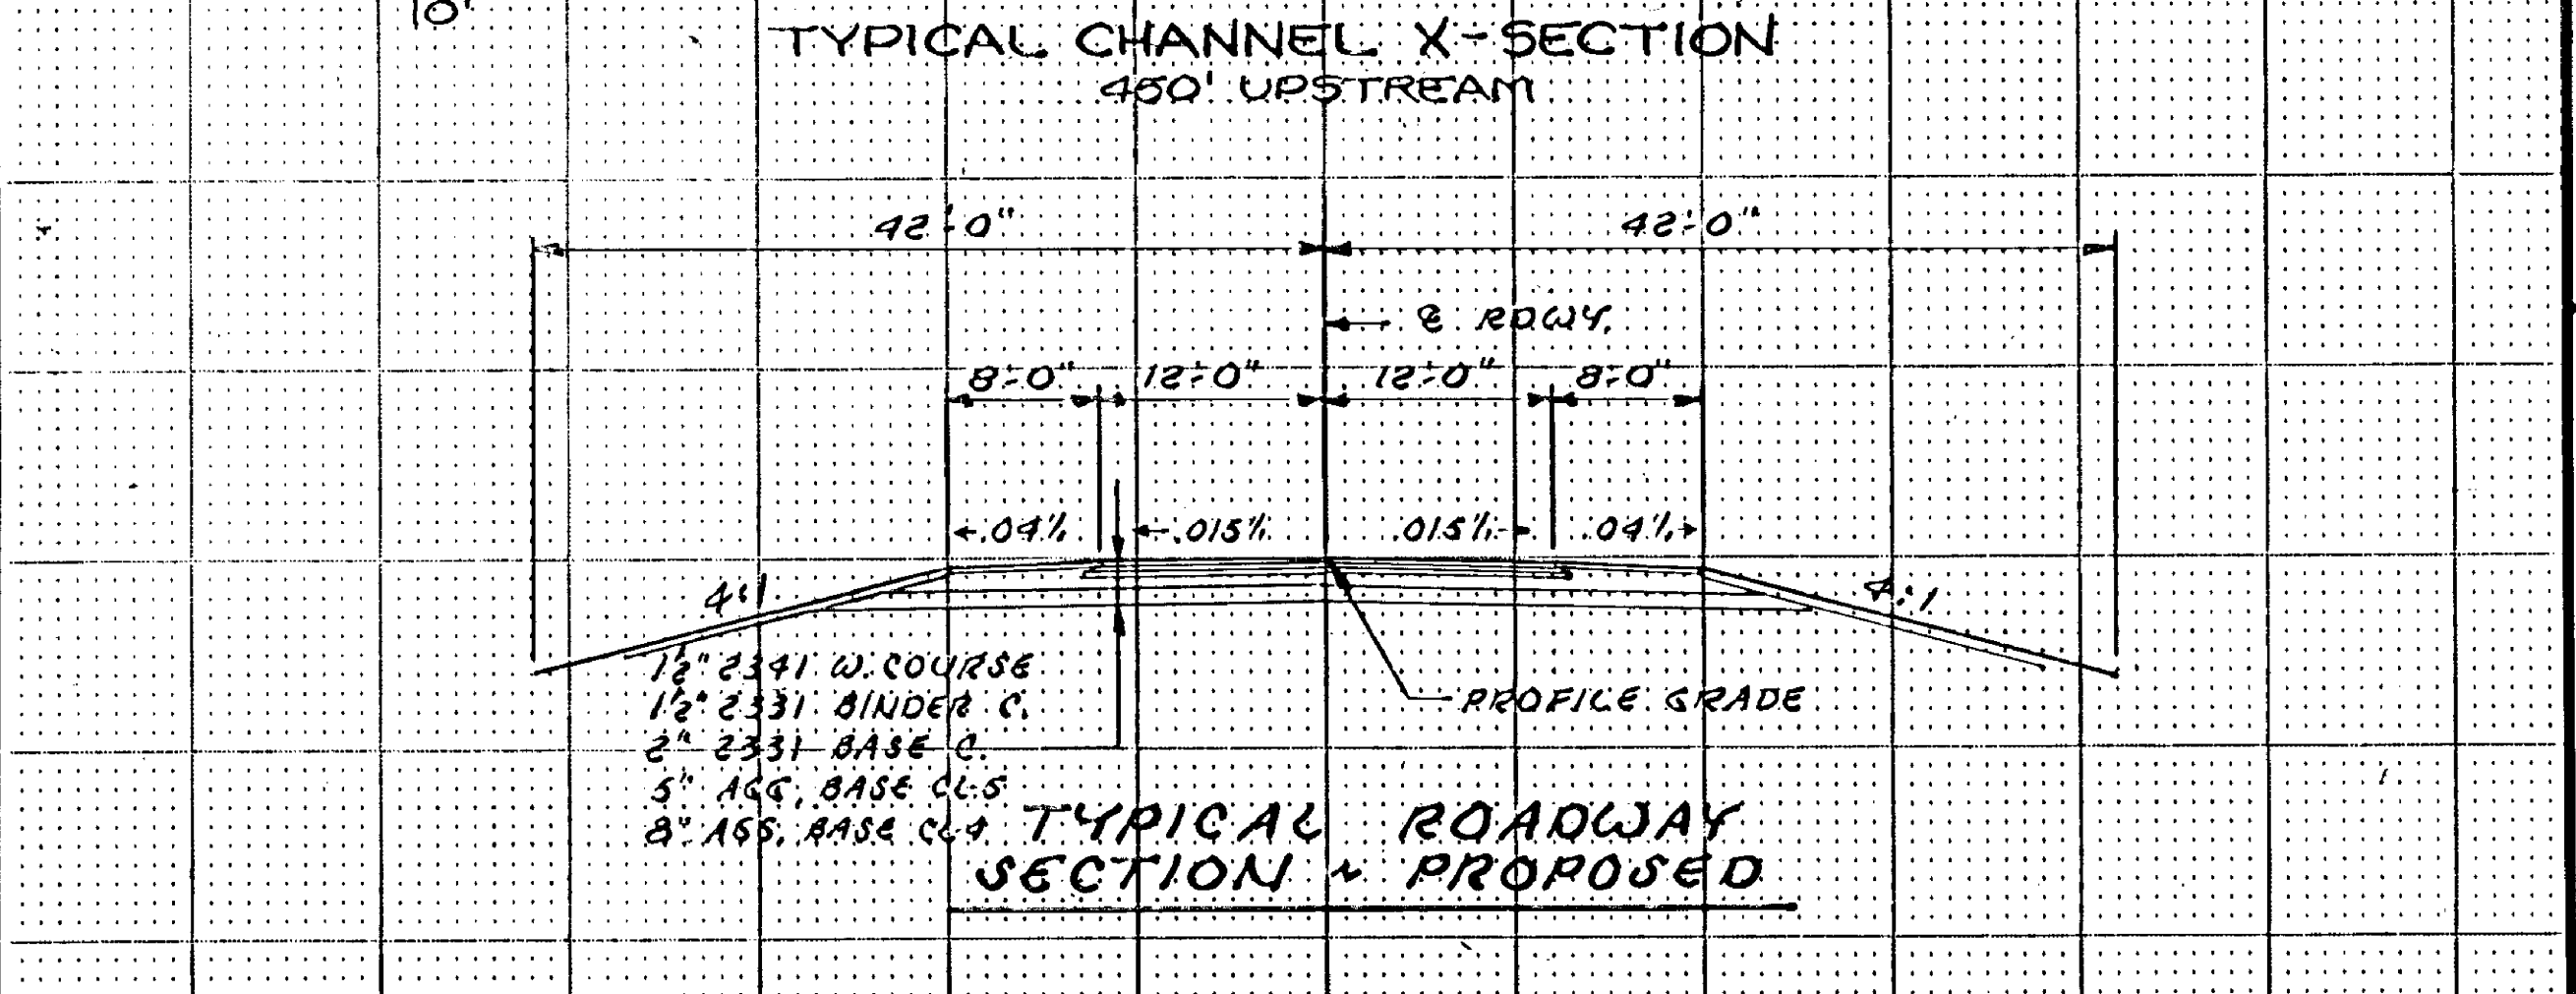 10'
TYPICAL CHANNEL X-SECTION
450' UPSTREAM
42'-0" 42'-0"
℄ RDWY.
8'-0" 12'-0" 12'-0" 8'-0"
.04% .015% .015% .04%
4:1 4:1
1½" 2341 W. COURSE
1½" 2331 BINDER C.
2" 2331 BASE C.
5" AGG. BASE CL.5
8" AGG. BASE CL.4
PROFILE GRADE
TYPICAL ROADWAY
SECTION ~ PROPOSED